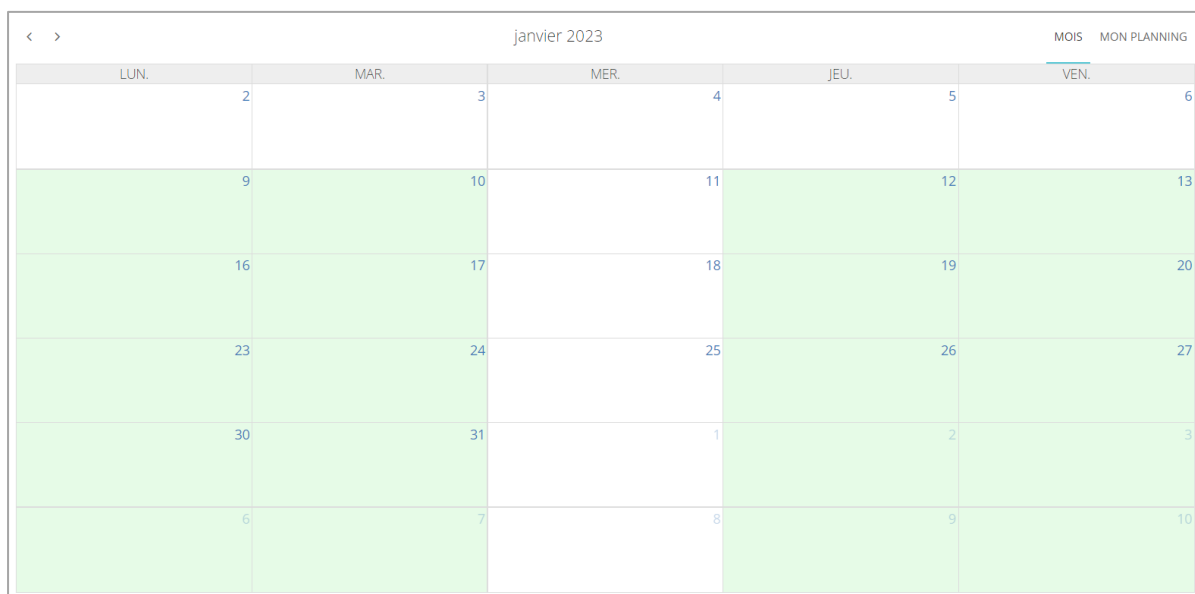 < > janvier 2023 MOIS MON PLANNING
LUN. MAR. MER. JEU. VEN.
2 3 4 5 6
9 10 11 12 13
16 17 18 19 20
23 24 25 26 27
30 31 1 2 3
6 7 8 9 10